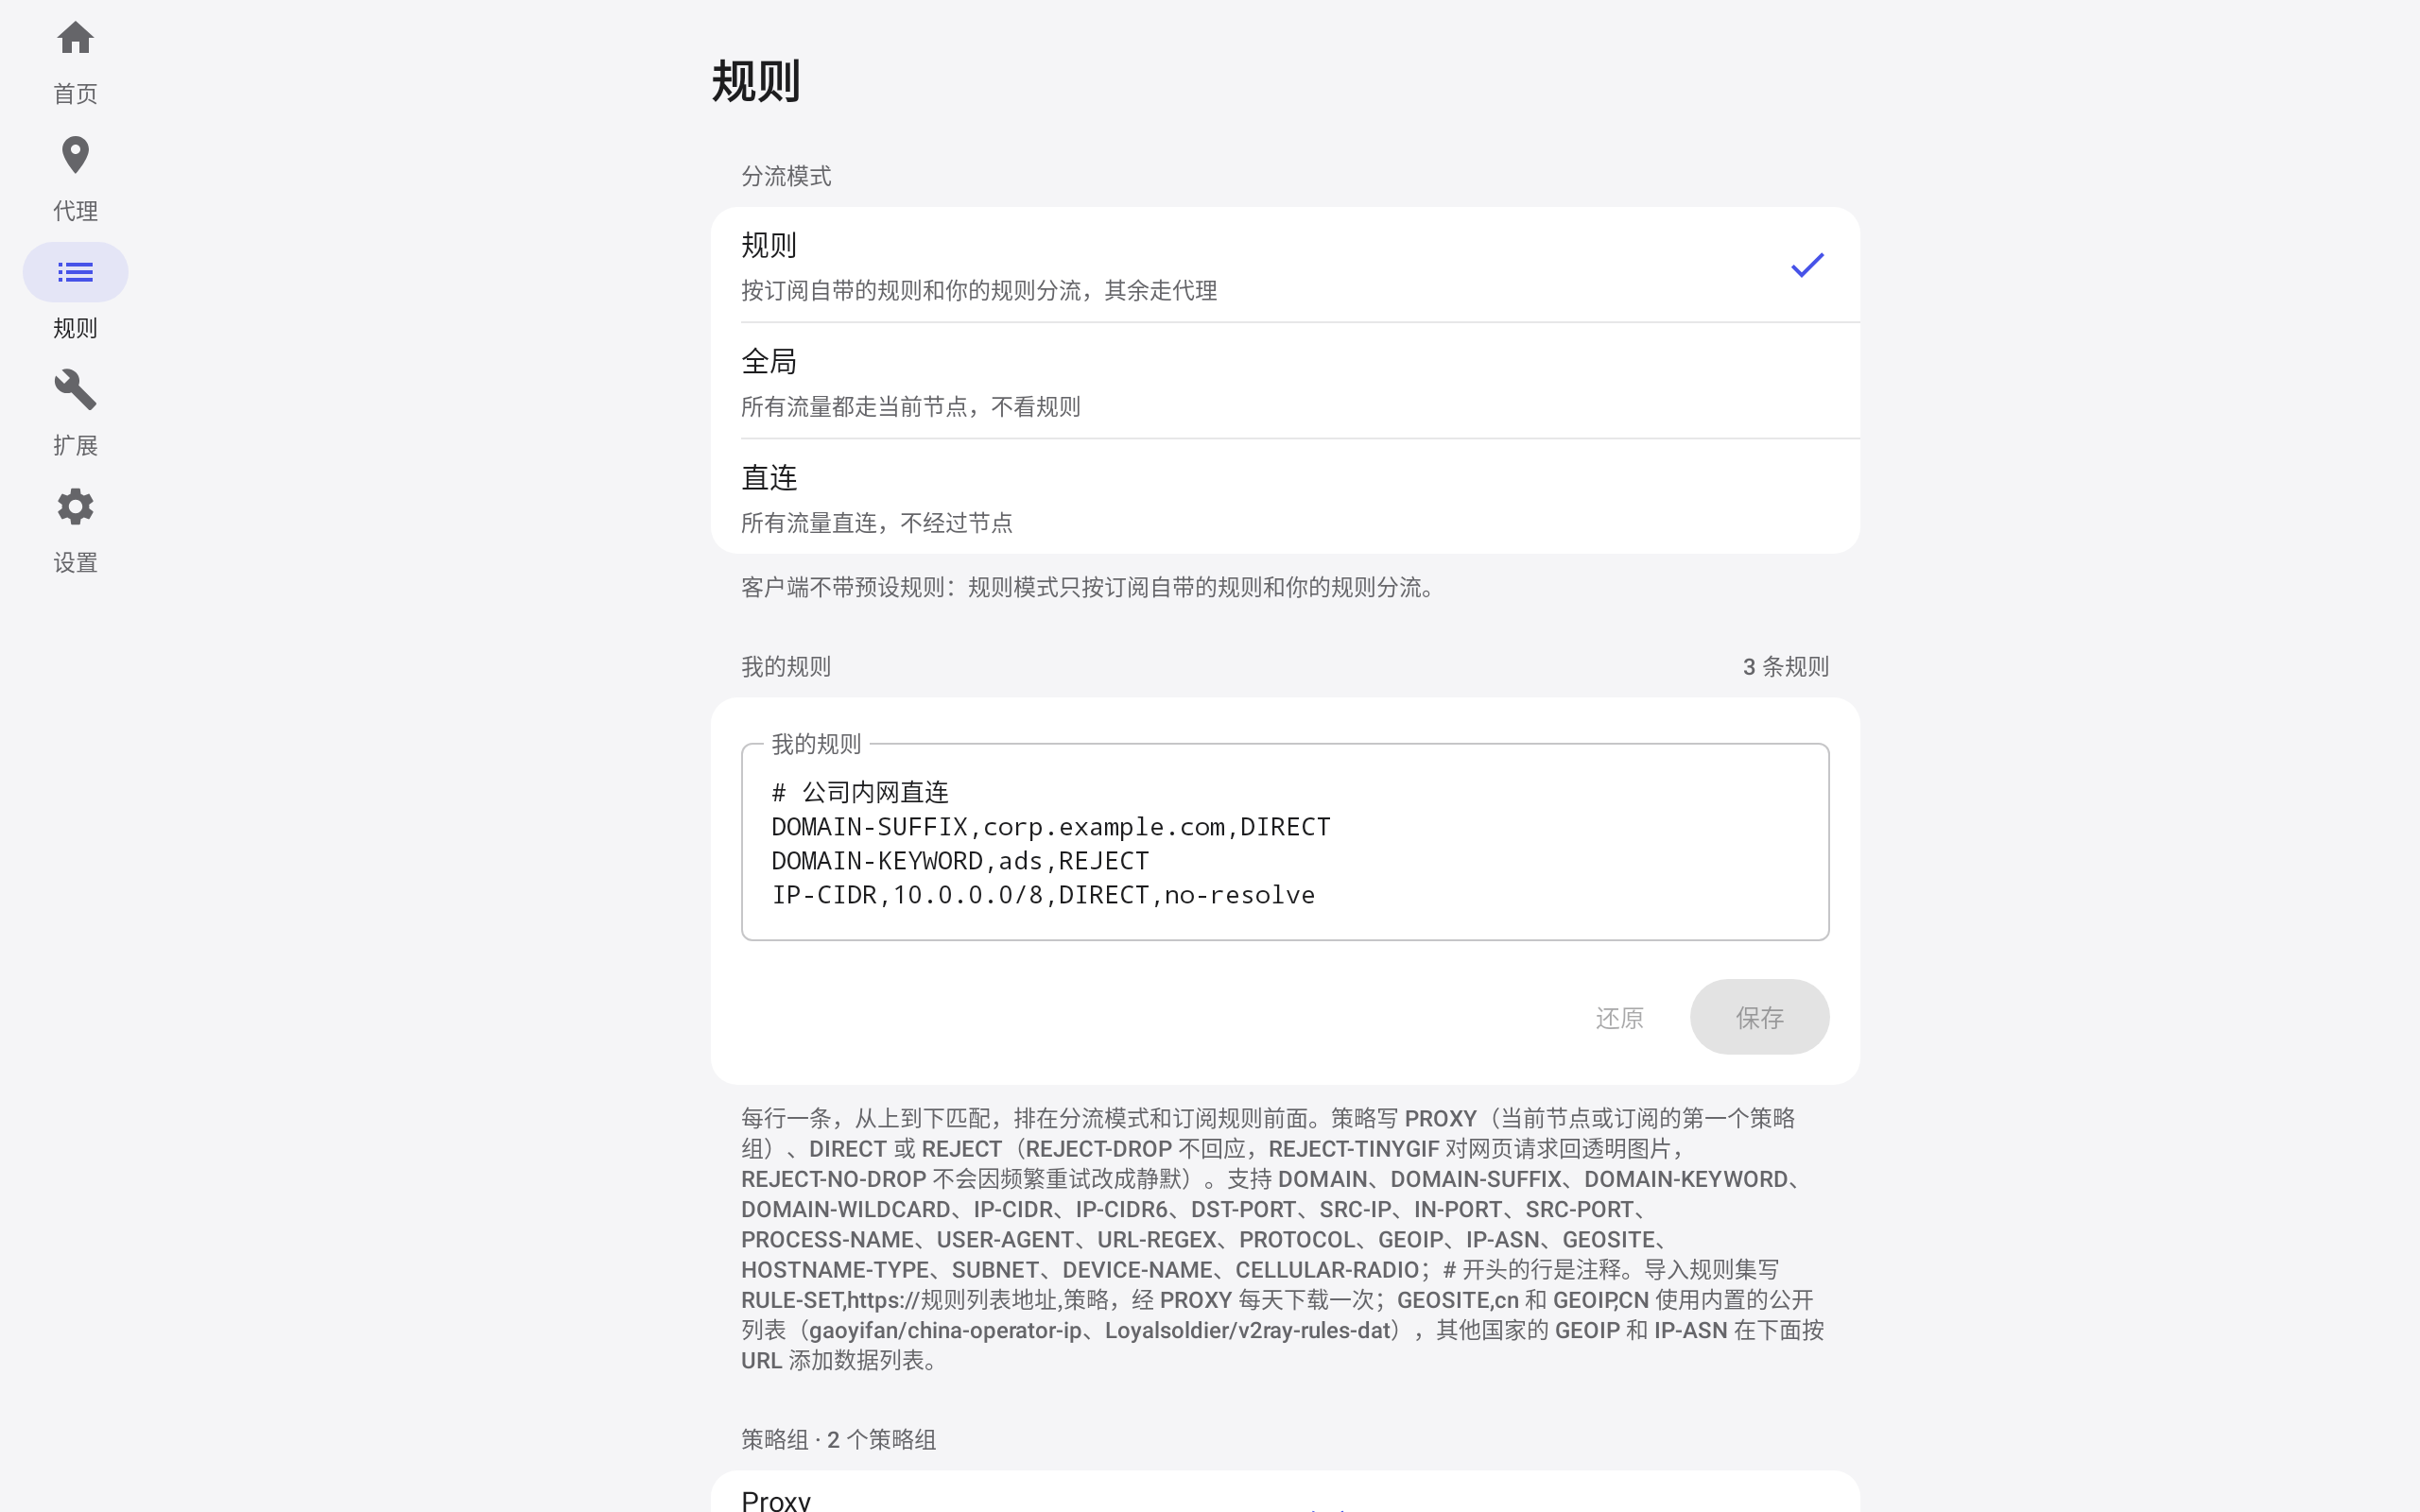 首页
代理
规则
扩展
设置
规则
分流模式
规则
按订阅自带的规则和你的规则分流，其余走代理
全局
所有流量都走当前节点，不看规则
直连
所有流量直连，不经过节点
客户端不带预设规则：规则模式只按订阅自带的规则和你的规则分流。
我的规则 3 条规则
我的规则
# 公司内网直连
DOMAIN-SUFFIX,corp.example.com,DIRECT
DOMAIN-KEYWORD,ads,REJECT
IP-CIDR,10.0.0.0/8,DIRECT,no-resolve
还原 保存
每行一条，从上到下匹配，排在分流模式和订阅规则前面。策略写 PROXY（当前节点或订阅的第一个策略
组）、DIRECT 或 REJECT（REJECT-DROP 不回应，REJECT-TINYGIF 对网页请求回透明图片，
REJECT-NO-DROP 不会因频繁重试改成静默）。支持 DOMAIN、DOMAIN-SUFFIX、DOMAIN-KEYWORD、
DOMAIN-WILDCARD、IP-CIDR、IP-CIDR6、DST-PORT、SRC-IP、IN-PORT、SRC-PORT、
PROCESS-NAME、USER-AGENT、URL-REGEX、PROTOCOL、GEOIP、IP-ASN、GEOSITE、
HOSTNAME-TYPE、SUBNET、DEVICE-NAME、CELLULAR-RADIO；# 开头的行是注释。导入规则集写
RULE-SET,https://规则列表地址,策略，经 PROXY 每天下载一次；GEOSITE,cn 和 GEOIP,CN 使用内置的公开
列表（gaoyifan/china-operator-ip、Loyalsoldier/v2ray-rules-dat），其他国家的 GEOIP 和 IP-ASN 在下面按
URL 添加数据列表。
策略组 · 2 个策略组
Proxy